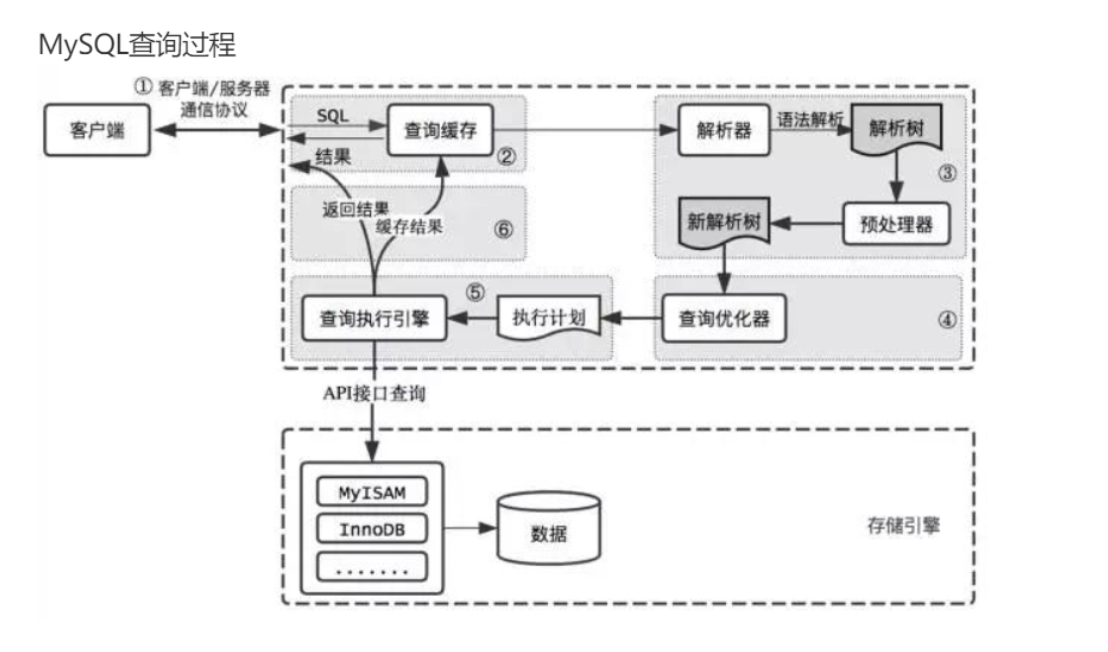 MySQL查询过程
① 客户端/服务器
通信协议
客户端
SQL
查询缓存
结果
②
解析器
语法解析
解析树
③
返回结果
缓存结果
⑥
新解析树
预处理器
查询执行引擎
⑤
执行计划
查询优化器
④
API接口查询
MyISAM
InnoDB
.......
数据
存储引擎